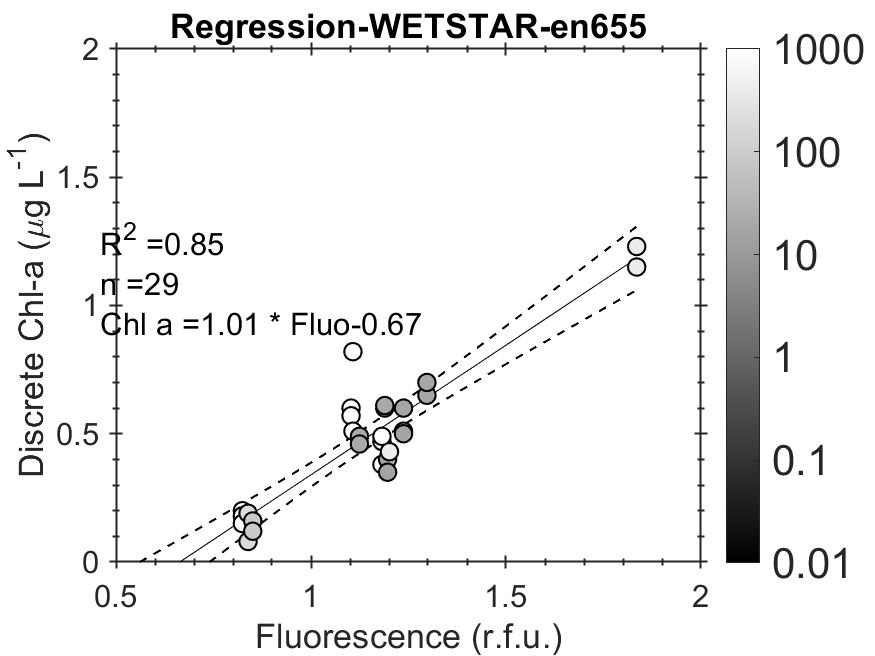 Regression-WETSTAR-en655
2
1.5
1
0.5
0
Discrete Chl-a (μg L⁻¹)
R² =0.85
n =29
Chl a =1.01 * Fluo-0.67
0.5 1 1.5 2
Fluorescence (r.f.u.)
1000
100
10
1
0.1
0.01